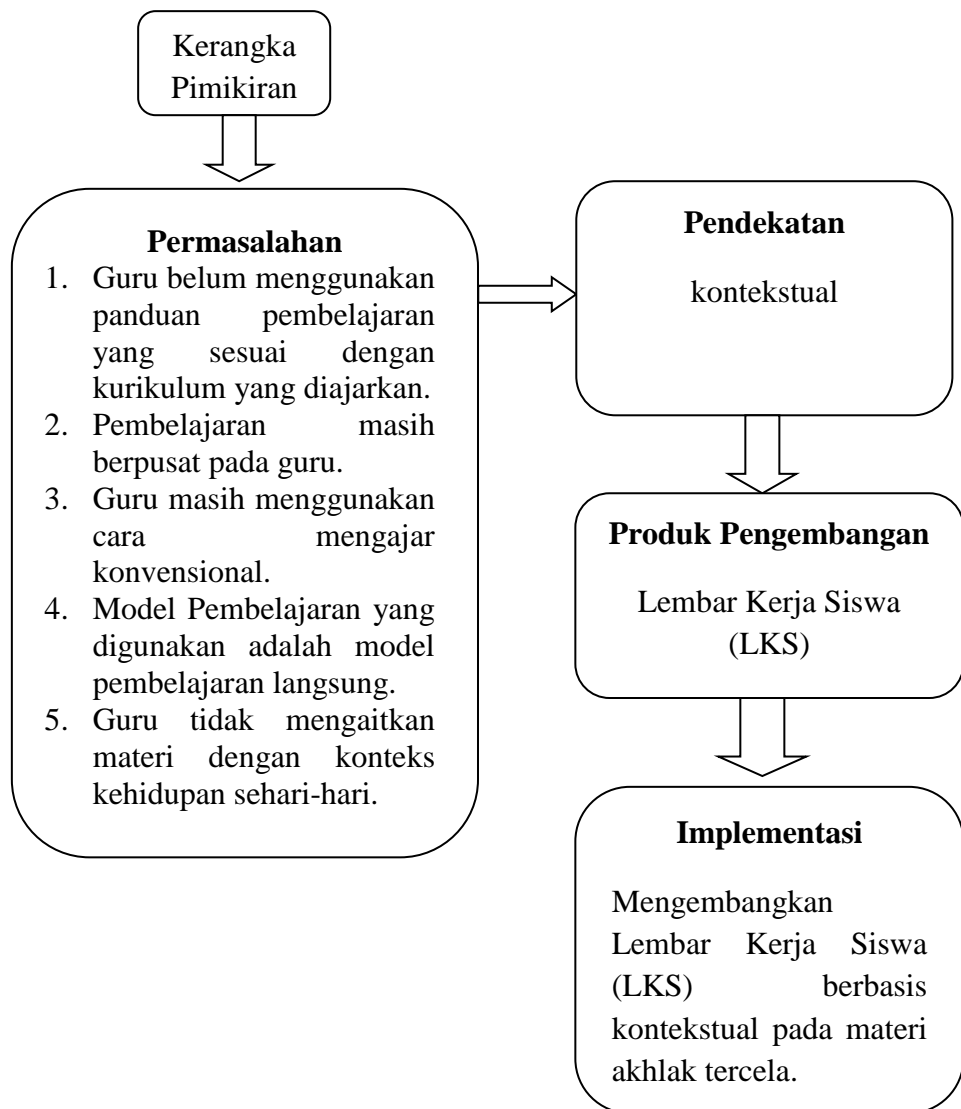 Kerangka
Pimikiran
Permasalahan
1. Guru belum menggunakan
panduan pembelajaran
yang sesuai dengan
kurikulum yang diajarkan.
2. Pembelajaran masih
berpusat pada guru.
3. Guru masih menggunakan
cara mengajar
konvensional.
4. Model Pembelajaran yang
digunakan adalah model
pembelajaran langsung.
5. Guru tidak mengaitkan
materi dengan konteks
kehidupan sehari-hari.
Pendekatan
kontekstual
Produk Pengembangan
Lembar Kerja Siswa
(LKS)
Implementasi
Mengembangkan
Lembar Kerja Siswa
(LKS) berbasis
kontekstual pada materi
akhlak tercela.